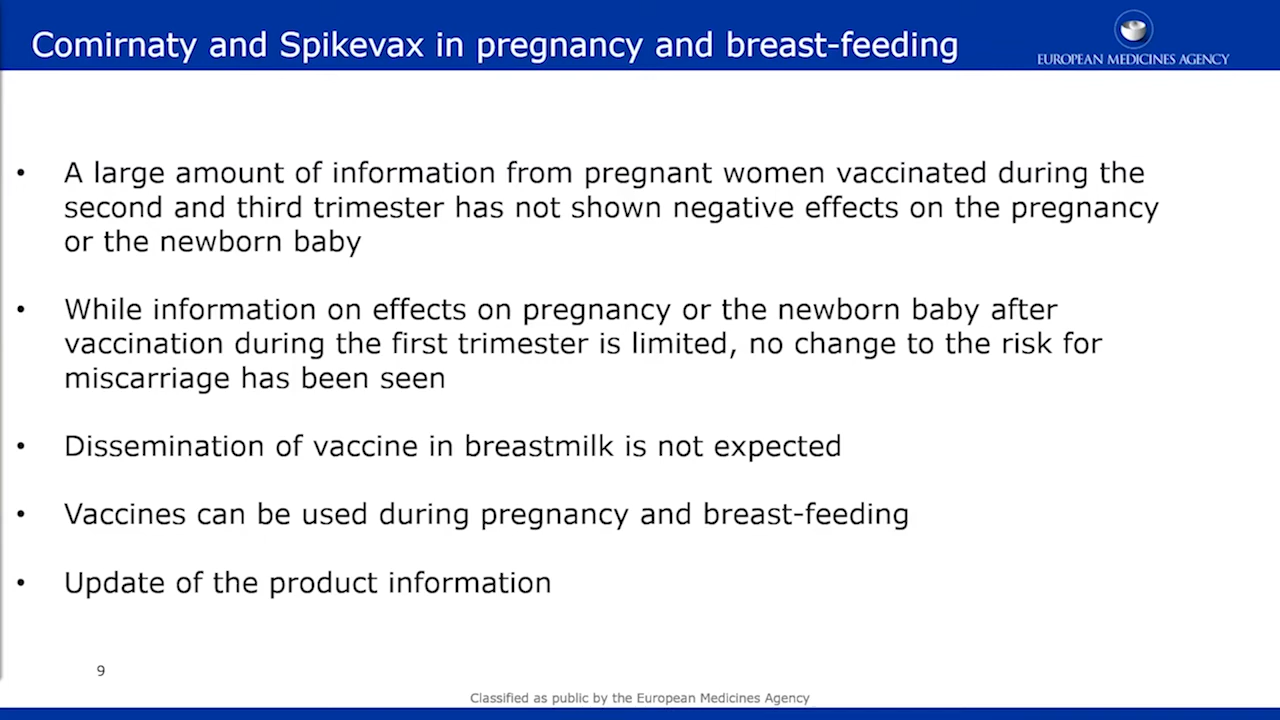 Comirnaty and Spikevax in pregnancy and breast-feeding
EUROPEAN MEDICINES AGENCY
• A large amount of information from pregnant women vaccinated during the
second and third trimester has not shown negative effects on the pregnancy
or the newborn baby
• While information on effects on pregnancy or the newborn baby after
vaccination during the first trimester is limited, no change to the risk for
miscarriage has been seen
• Dissemination of vaccine in breastmilk is not expected
• Vaccines can be used during pregnancy and breast-feeding
• Update of the product information
9
Classified as public by the European Medicines Agency